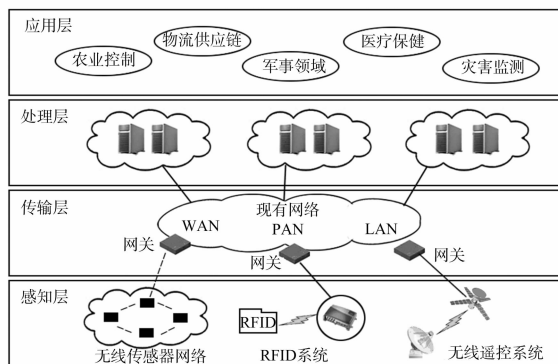 应用层
物流供应链
医疗保健
农业控制
军事领域
灾害监测
处理层
传输层
现有网络
WAN
PAN
LAN
网关
网关
网关
感知层
RFID
无线传感器网络
RFID系统
无线遥控系统